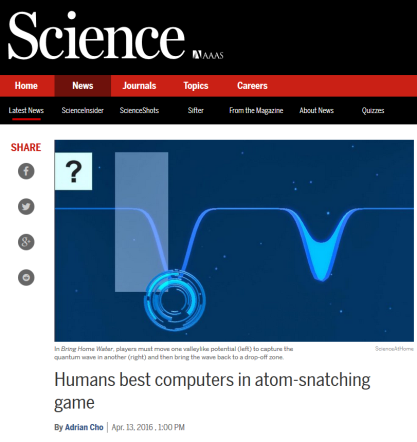 Science
AAAS
Home News Journals Topics Careers
Latest News ScienceInsider ScienceShots Sifter From the Magazine About News Quizzes
SHARE
?
In Bring Home Water, players must move one valleylike potential (left) to capture the
quantum wave in another (right) and then bring the wave back to a drop-off zone.
ScienceAtHome
Humans best computers in atom-snatching
game
By Adrian Cho | Apr. 13, 2016 , 1:00 PM